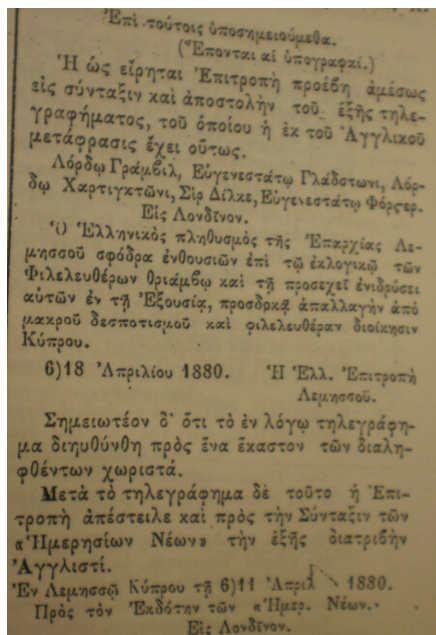 Ἐπὶ τούτοις ὑποσημειούμεθα.
(Ἕπονται αἱ ὑπογραφαί.)
Ἡ ὡς εἴρηται Ἐπιτροπὴ προέβη ἀμέσως
εἰς σύνταξιν καὶ ἀποστολὴν τοῦ ἑξῆς τηλε-
γραφήματος, τοῦ ὁποίου ἡ ἐκ τοῦ Ἀγγλικοῦ
μετάφρασις ἔχει οὕτως.
Λόρδῳ Γράμβιλ, Εὐγενεστάτῳ Γλάδστωνι, Λόρ-
δῳ Χαρτιγκτῶνι, Σὶρ Δίλκε, Εὐγενεστάτῳ Φόρςερ.
Εἰς Λονδῖνον.
Ὁ Ἑλληνικὸς πληθυσμὸς τῆς Ἐπαρχίας Λε-
μησσοῦ σφόδρα ἐνθουσιῶν ἐπὶ τῷ ἐκλογικῷ τῶν
Φιλελευθέρων θριάμβῳ καὶ τῇ προσεχεῖ ἐνιδρύσει
αὐτῶν ἐν τῇ Ἐξουσίᾳ, προσδοκᾷ ἀπαλλαγὴν ἀπὸ
μακροῦ δεσποτισμοῦ καὶ φιλελευθέραν διοίκησιν
Κύπρου.
6)18 Ἀπριλίου 1880. Ἡ Ἑλλ. Ἐπιτροπὴ
Λεμησσοῦ.
Σημειωτέον δ' ὅτι τὸ ἐν λόγῳ τηλεγράφη-
μα διηυθύνθη πρὸς ἕνα ἕκαστον τῶν διαλη-
φθέντων χωριστά.
Μετὰ τὸ τηλεγράφημα δὲ τοῦτο ἡ Ἐπι-
τροπὴ ἀπέστειλε καὶ πρὸς τὴν Σύνταξιν τῶν
«Ἡμερησίων Νέων» τὴν ἑξῆς διατριβὴν
Ἀγγλιστί.
Ἐν Λεμησσῷ Κύπρου τῇ 6)11 Ἀπριλ 1880.
Πρὸς τὸν Ἐκδότην τῶν «Ἡμερ. Νέων.»
Εἰς Λονδῖνον.